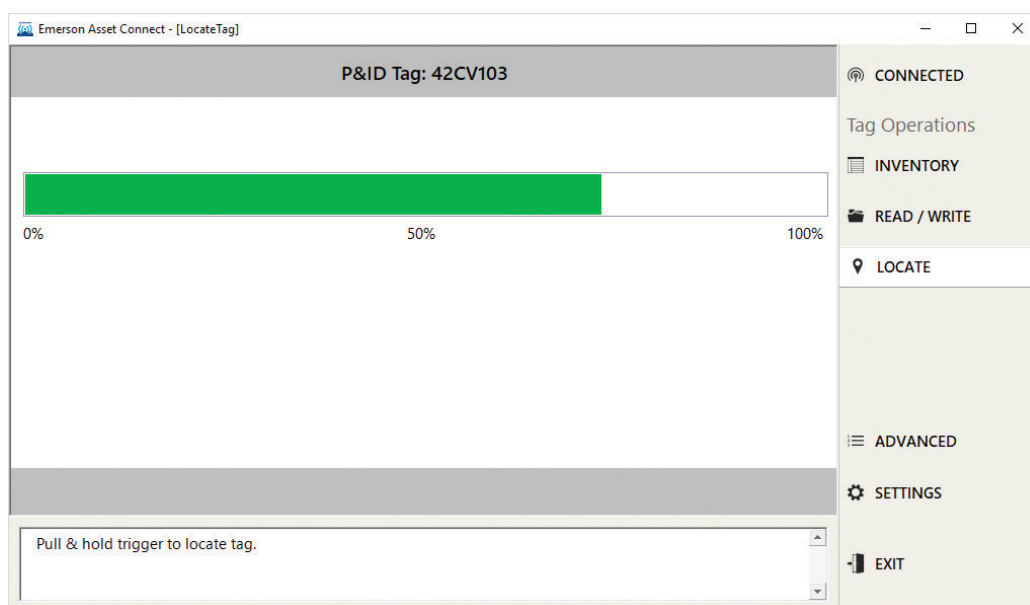 Emerson Asset Connect - [LocateTag]
P&ID Tag: 42CV103
0%
50%
100%
Pull & hold trigger to locate tag.
CONNECTED
Tag Operations
INVENTORY
READ / WRITE
LOCATE
ADVANCED
SETTINGS
EXIT